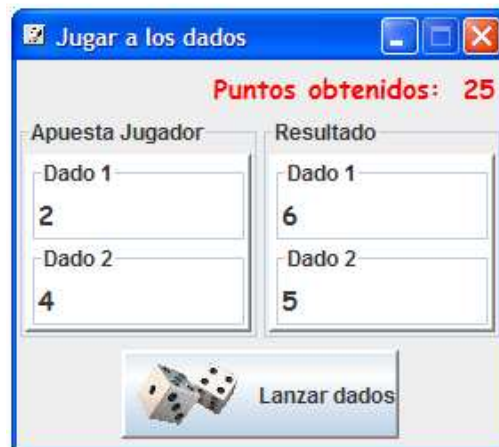 Jugar a los dados
Puntos obtenidos: 25
Apuesta Jugador
Dado 1
2
Dado 2
4
Resultado
Dado 1
6
Dado 2
5
Lanzar dados